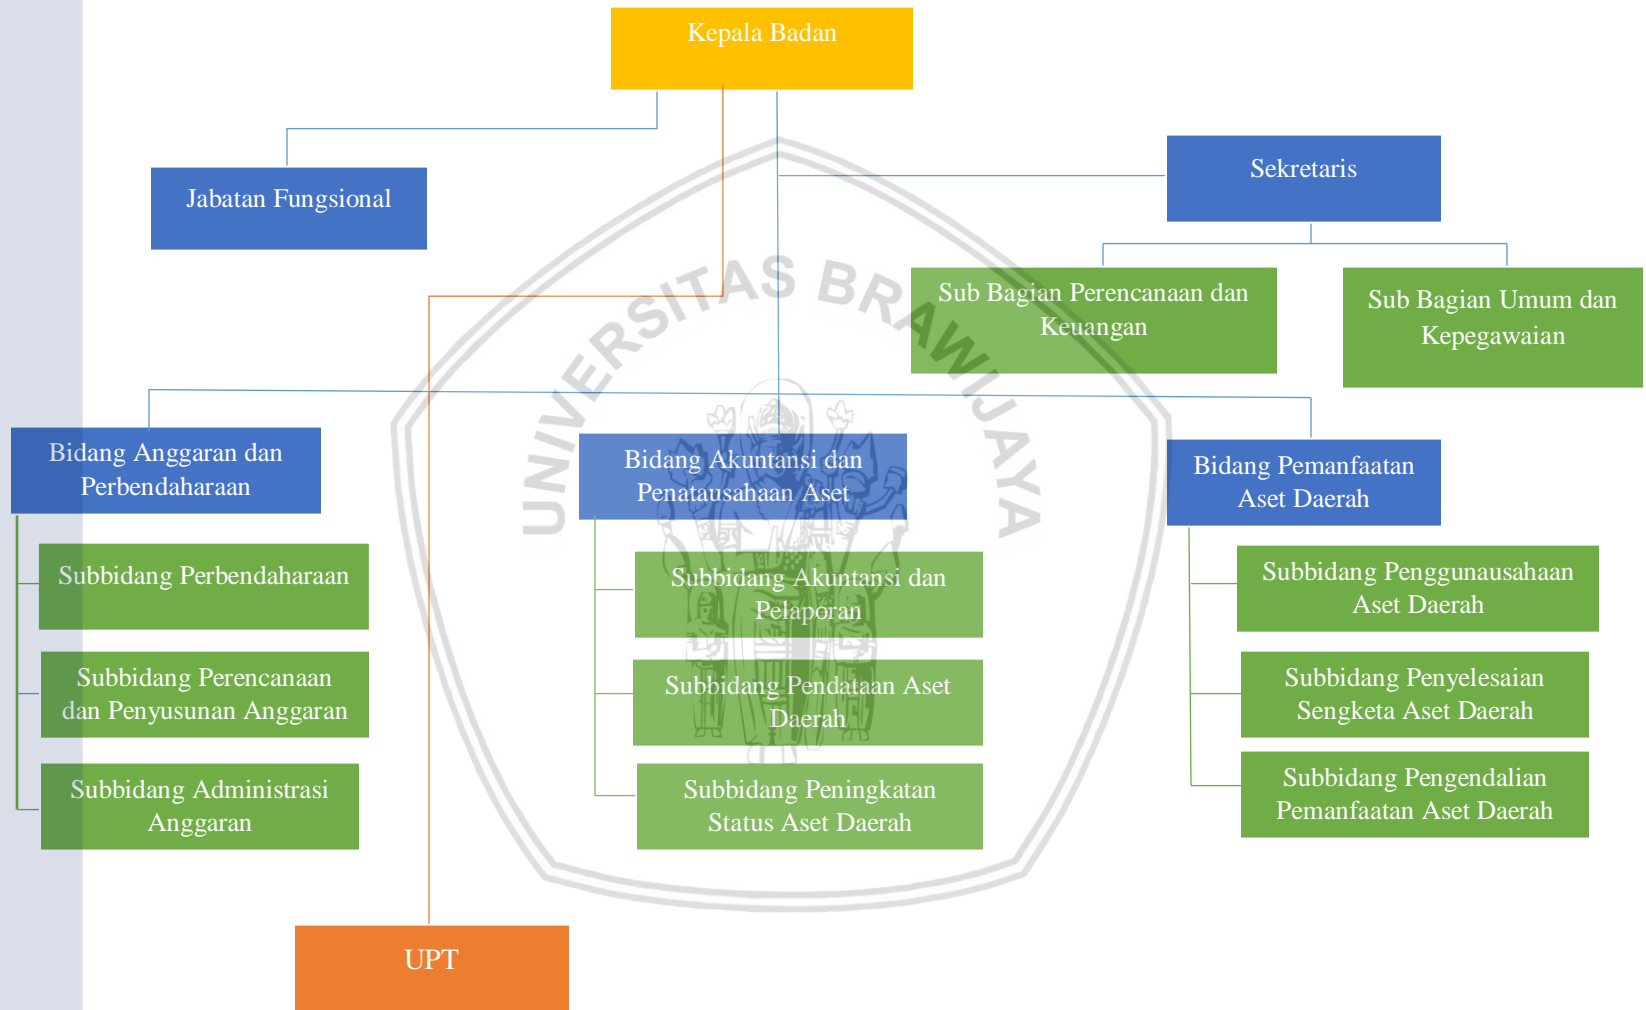 Kepala Badan
Sekretaris
Jabatan Fungsional
Sub Bagian Perencanaan dan
Keuangan
Sub Bagian Umum dan
Kepegawaian
UNIVERSITAS BRAWIJAYA
Bidang Anggaran dan
Perbendaharaan
Bidang Akuntansi dan
Penatausahaan Aset
Bidang Pemanfaatan
Aset Daerah
Subbidang Perbendaharaan
Subbidang Perencanaan
dan Penyusunan Anggaran
Subbidang Administrasi
Anggaran
Subbidang Akuntansi dan
Pelaporan
Subbidang Pendataan Aset
Daerah
Subbidang Peningkatan
Status Aset Daerah
Subbidang Penggunausahaan
Aset Daerah
Subbidang Penyelesaian
Sengketa Aset Daerah
Subbidang Pengendalian
Pemanfaatan Aset Daerah
UPT